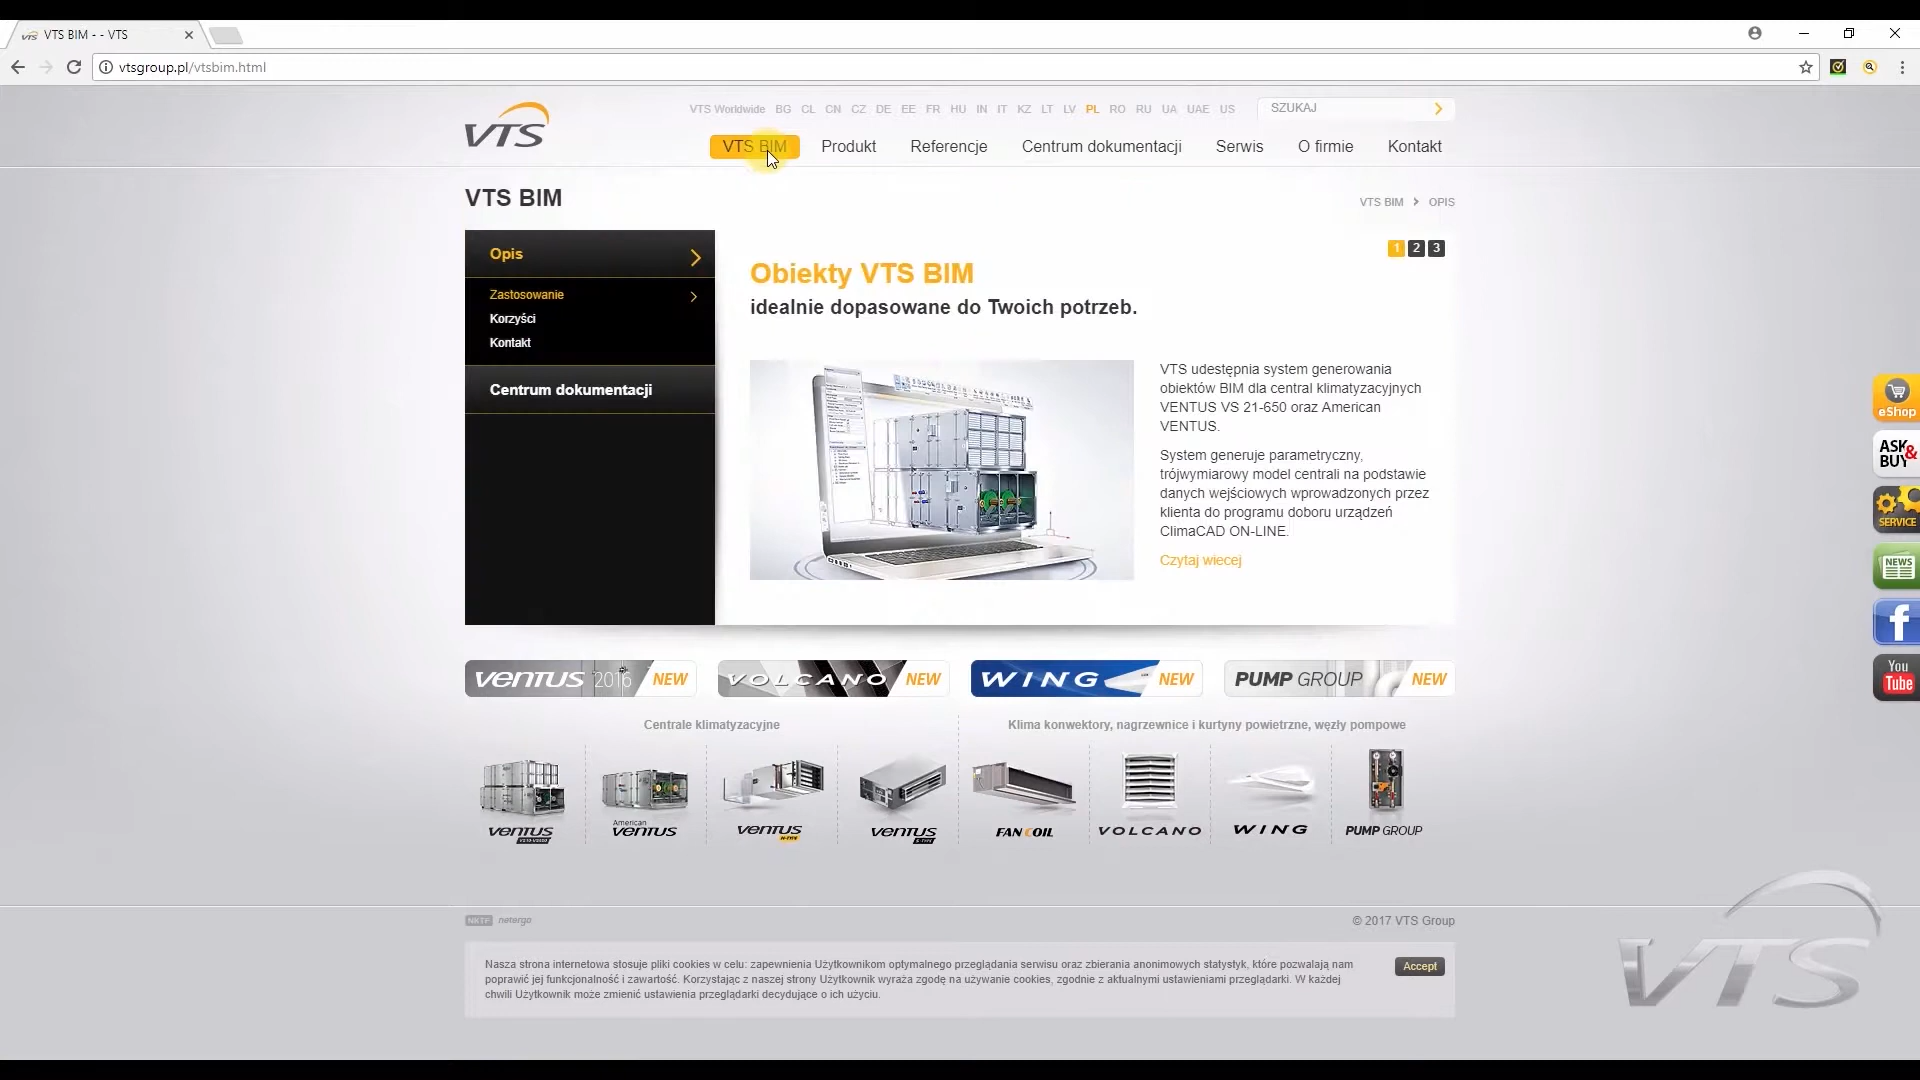 VTS BIM - - VTS
vtsgroup.pl/vtsbim.html
VTS
VTS Worldwide BG CL CN CZ DE EE FR HU IN IT KZ LT LV PL RO RU UA UAE US
SZUKAJ
VTS BIM Produkt Referencje Centrum dokumentacji Serwis O firmie Kontakt
VTS BIM
VTS BIM > OPIS
Opis
Zastosowanie
Korzyści
Kontakt
Centrum dokumentacji
1 2 3
Obiekty VTS BIM
idealnie dopasowane do Twoich potrzeb.
VTS udestępnia system generowania
obiektów BIM dla central klimatyzacyjnych
VENTUS VS 21-650 oraz American
VENTUS.
System generuje parametryczny,
trójwymiarowy model centrali na podstawie
danych wejściowych wprowadzonych przez
klienta do programu doboru urządzeń
ClimaCAD ON-LINE.
Czytaj wiecej
eShop
ASK &
BUY
SERVICE
NEWS
f
You
Tube
VENTUS 2016 NEW
VOLCANO NEW
WING NEW
PUMP GROUP NEW
Centrale klimatyzacyjne
Klima konwektory, nagrzewnice i kurtyny powietrzne, węzły pompowe
VENTUS
American
VENTUS
VENTUS
VENTUS
FAN COIL
VOLCANO
WING
PUMP GROUP
netergo
© 2017 VTS Group
Nasza strona internetowa stosuje pliki cookies w celu: zapewnienia Użytkownikom optymalnego przeglądania serwisu oraz zbierania anonimowych statystyk, które pozwalają nam
poprawić jej funkcjonalność i zawartość. Korzystając z naszej strony Użytkownik wyraża zgodę na używanie cookies, zgodnie z aktualnymi ustawieniami przeglądarki. W każdej
chwili Użytkownik może zmienić ustawienia przeglądarki decydujące o ich użyciu.
Accept
VTS